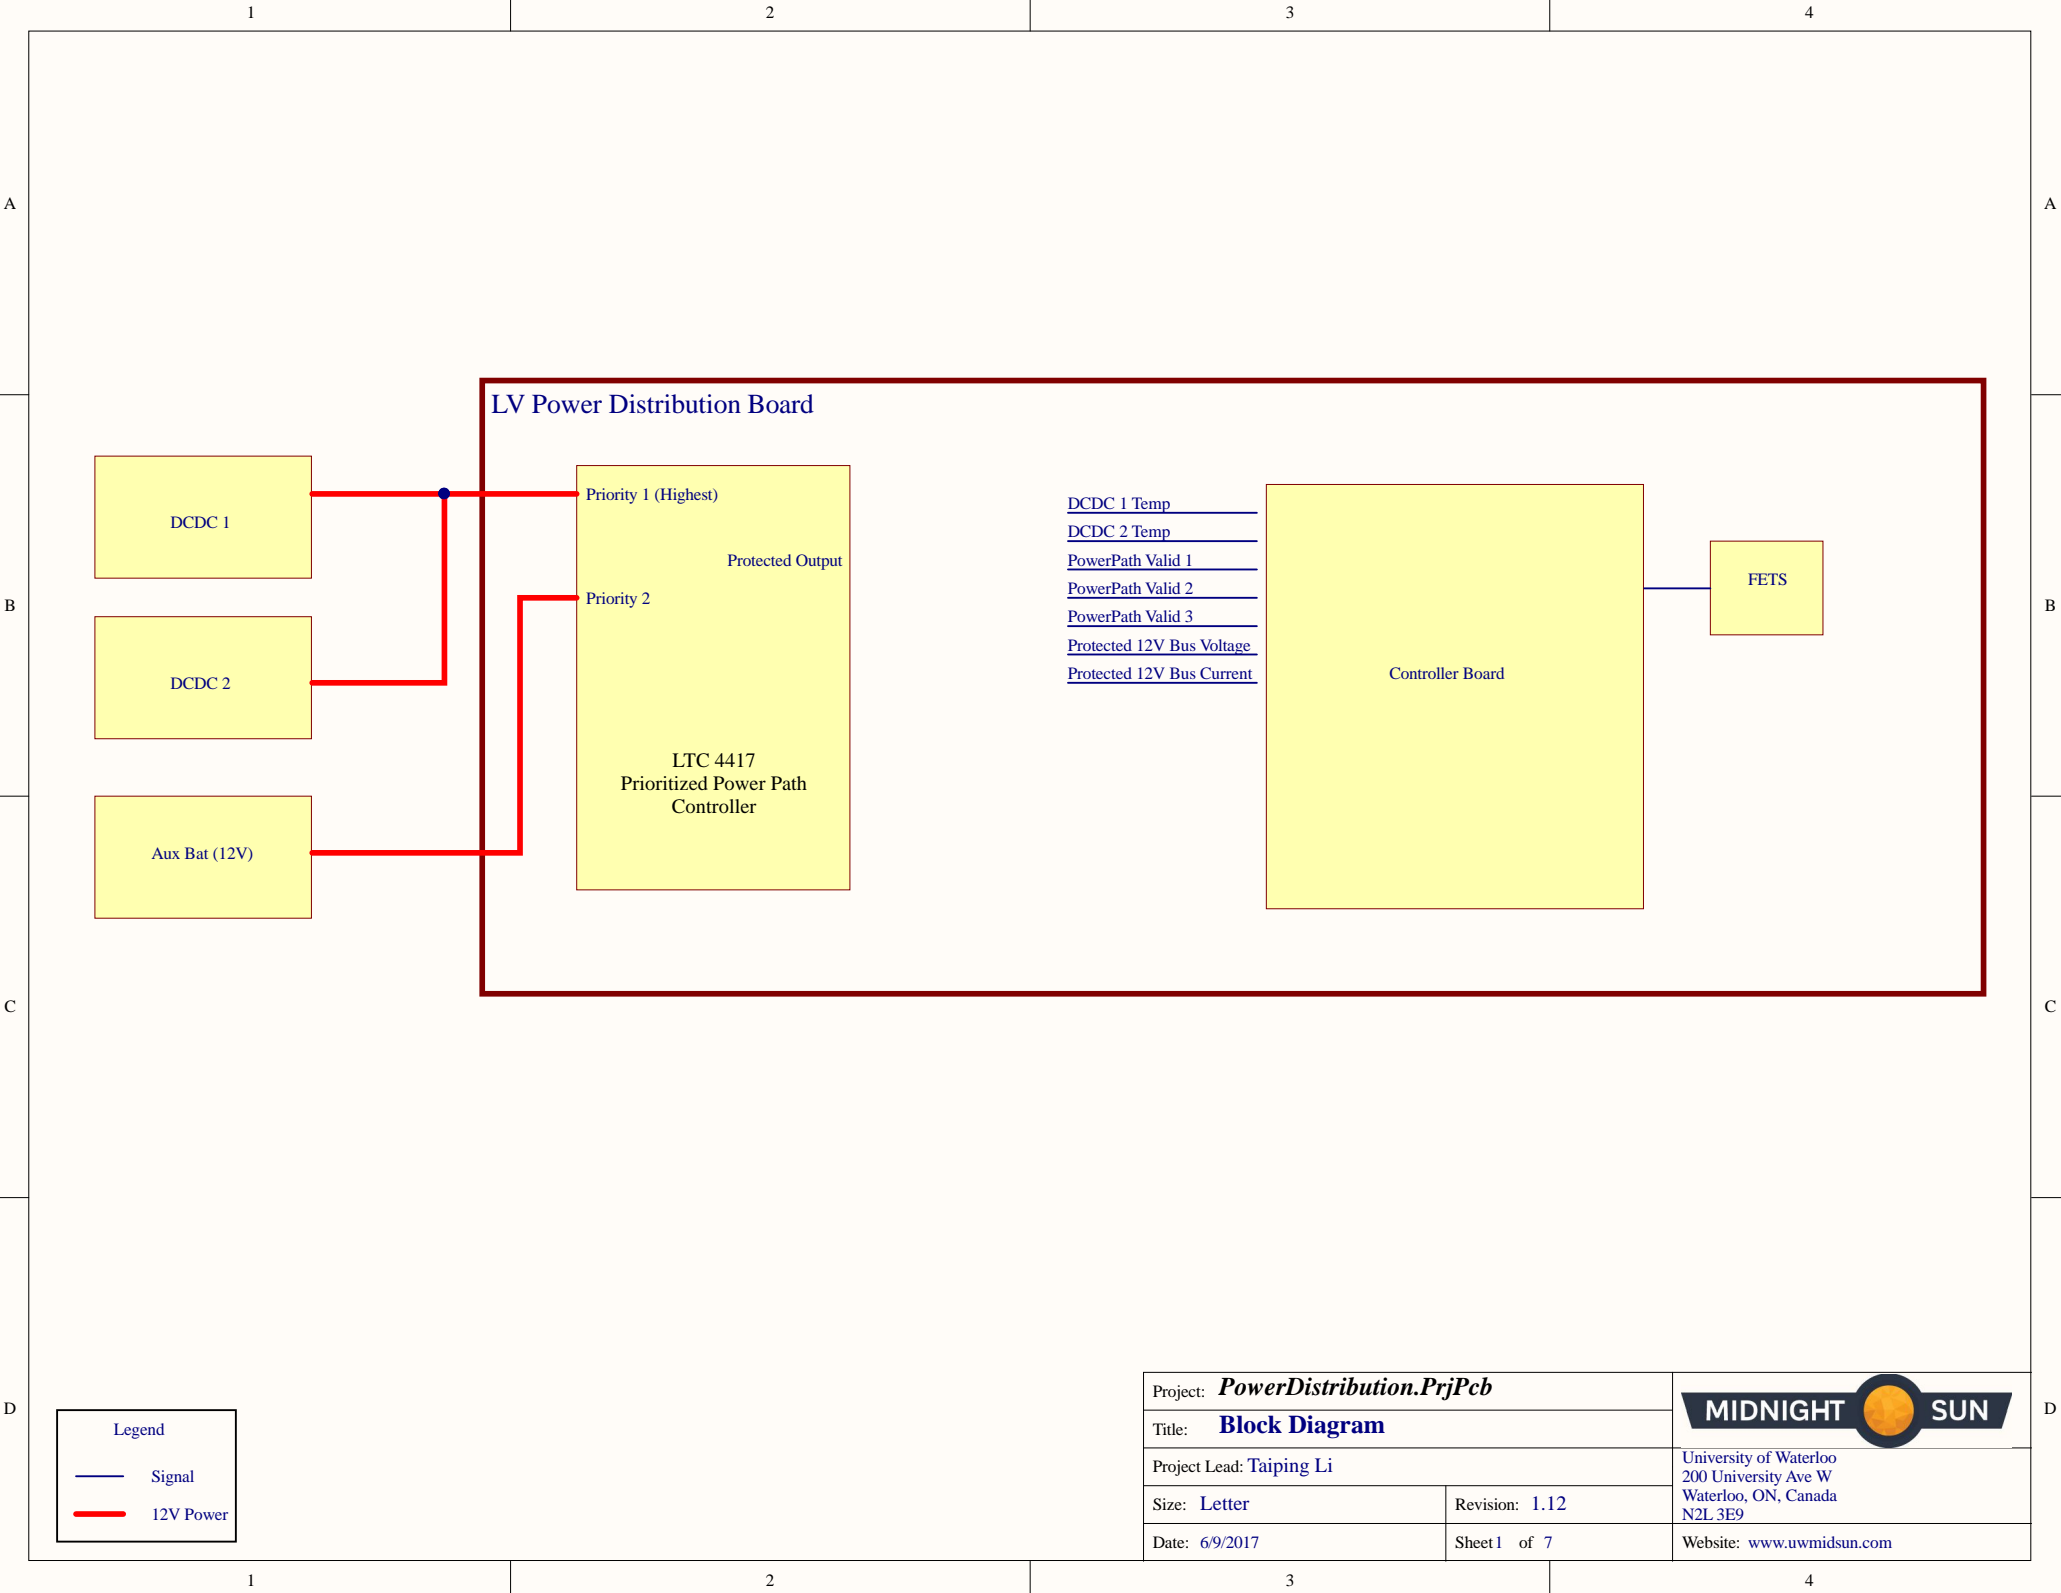 1 2 3 4
A A
LV Power Distribution Board
DCDC 1
Priority 1 (Highest)
DCDC 1 Temp
DCDC 2 Temp
Protected Output
PowerPath Valid 1
FETS
Priority 2
PowerPath Valid 2
B B
PowerPath Valid 3
Protected 12V Bus Voltage
Protected 12V Bus Current
Controller Board
DCDC 2
LTC 4417
Prioritized Power Path
Controller
Aux Bat (12V)
C C
Project: PowerDistribution.PrjPcb
MIDNIGHT SUN
D D
Title: Block Diagram
Legend
University of Waterloo
Project Lead: Taiping Li
200 University Ave W
Signal
Waterloo, ON, Canada
Size: Letter Revision: 1.12
N2L 3E9
12V Power
Date: 6/9/2017 Sheet 1 of 7 Website: www.uwmidsun.com
1 2 3 4